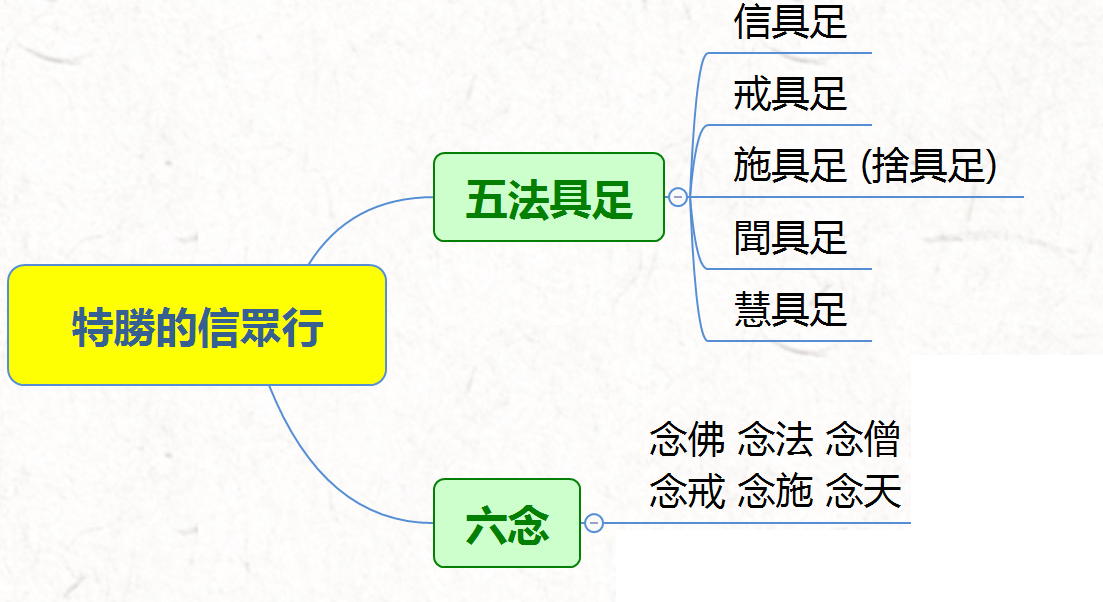 特勝的信眾行
五法具足
信具足
戒具足
施具足 (捨具足)
聞具足
慧具足
六念
念佛 念法 念僧
念戒 念施 念天